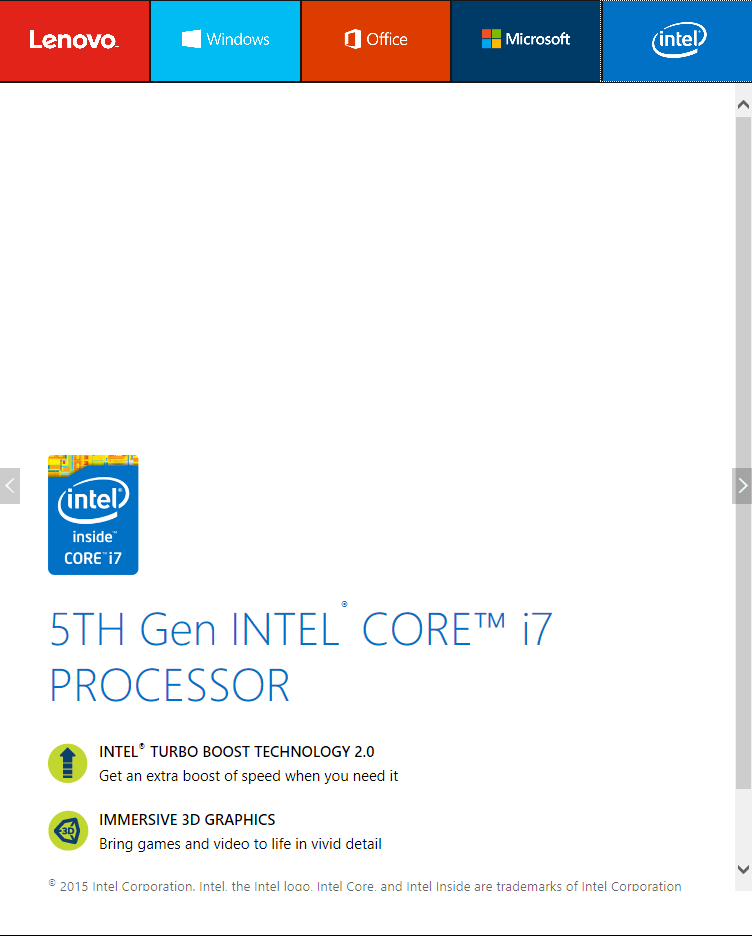 Lenovo
Windows
Office
Microsoft
intel
intel®
inside™
CORE™i7
5TH Gen INTEL® CORE™ i7
PROCESSOR
INTEL® TURBO BOOST TECHNOLOGY 2.0
Get an extra boost of speed when you need it
3D
IMMERSIVE 3D GRAPHICS
Bring games and video to life in vivid detail
© 2015 Intel Corporation. Intel, the Intel logo, Intel Core, and Intel Inside are trademarks of Intel Corporation